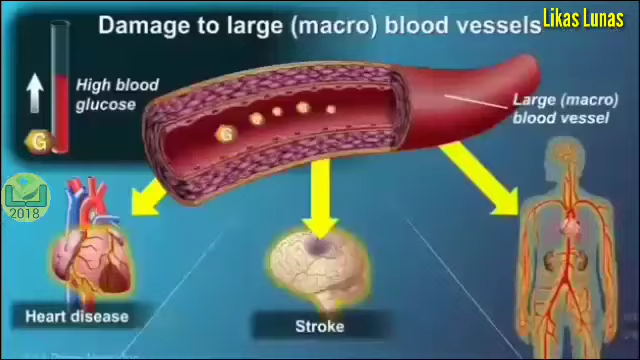 Likas Lunas
Damage to large (macro) blood vessels
High blood
glucose
G
G
Large (macro)
blood vessel
2018
Heart disease
Stroke